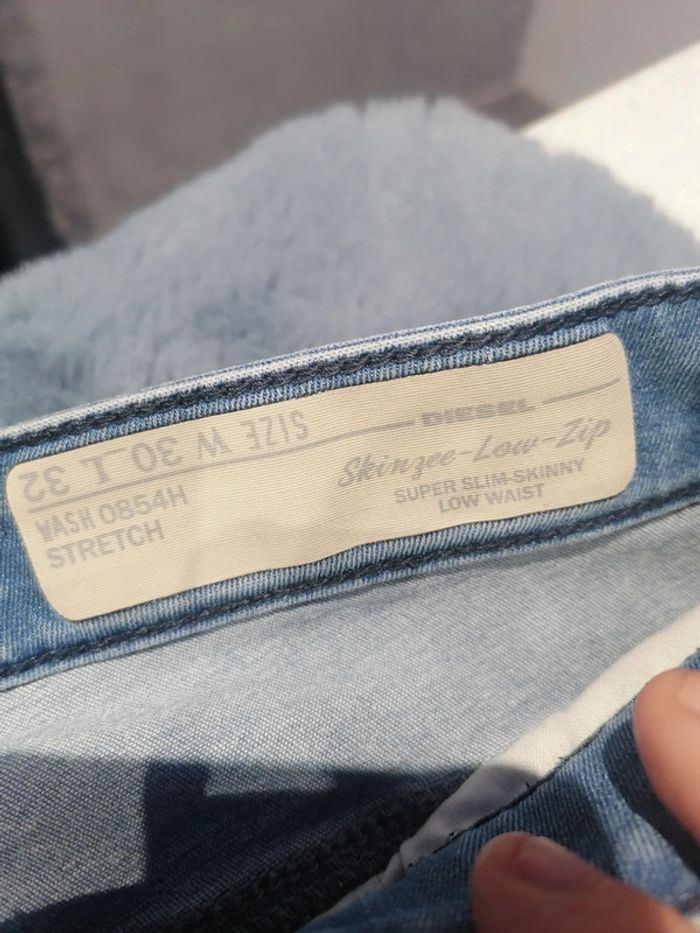 DIESEL
SIZE W 30 L 32
Skinzee-Low-Zip
SUPER SLIM-SKINNY
LOW WAIST
WASH 0854H
STRETCH